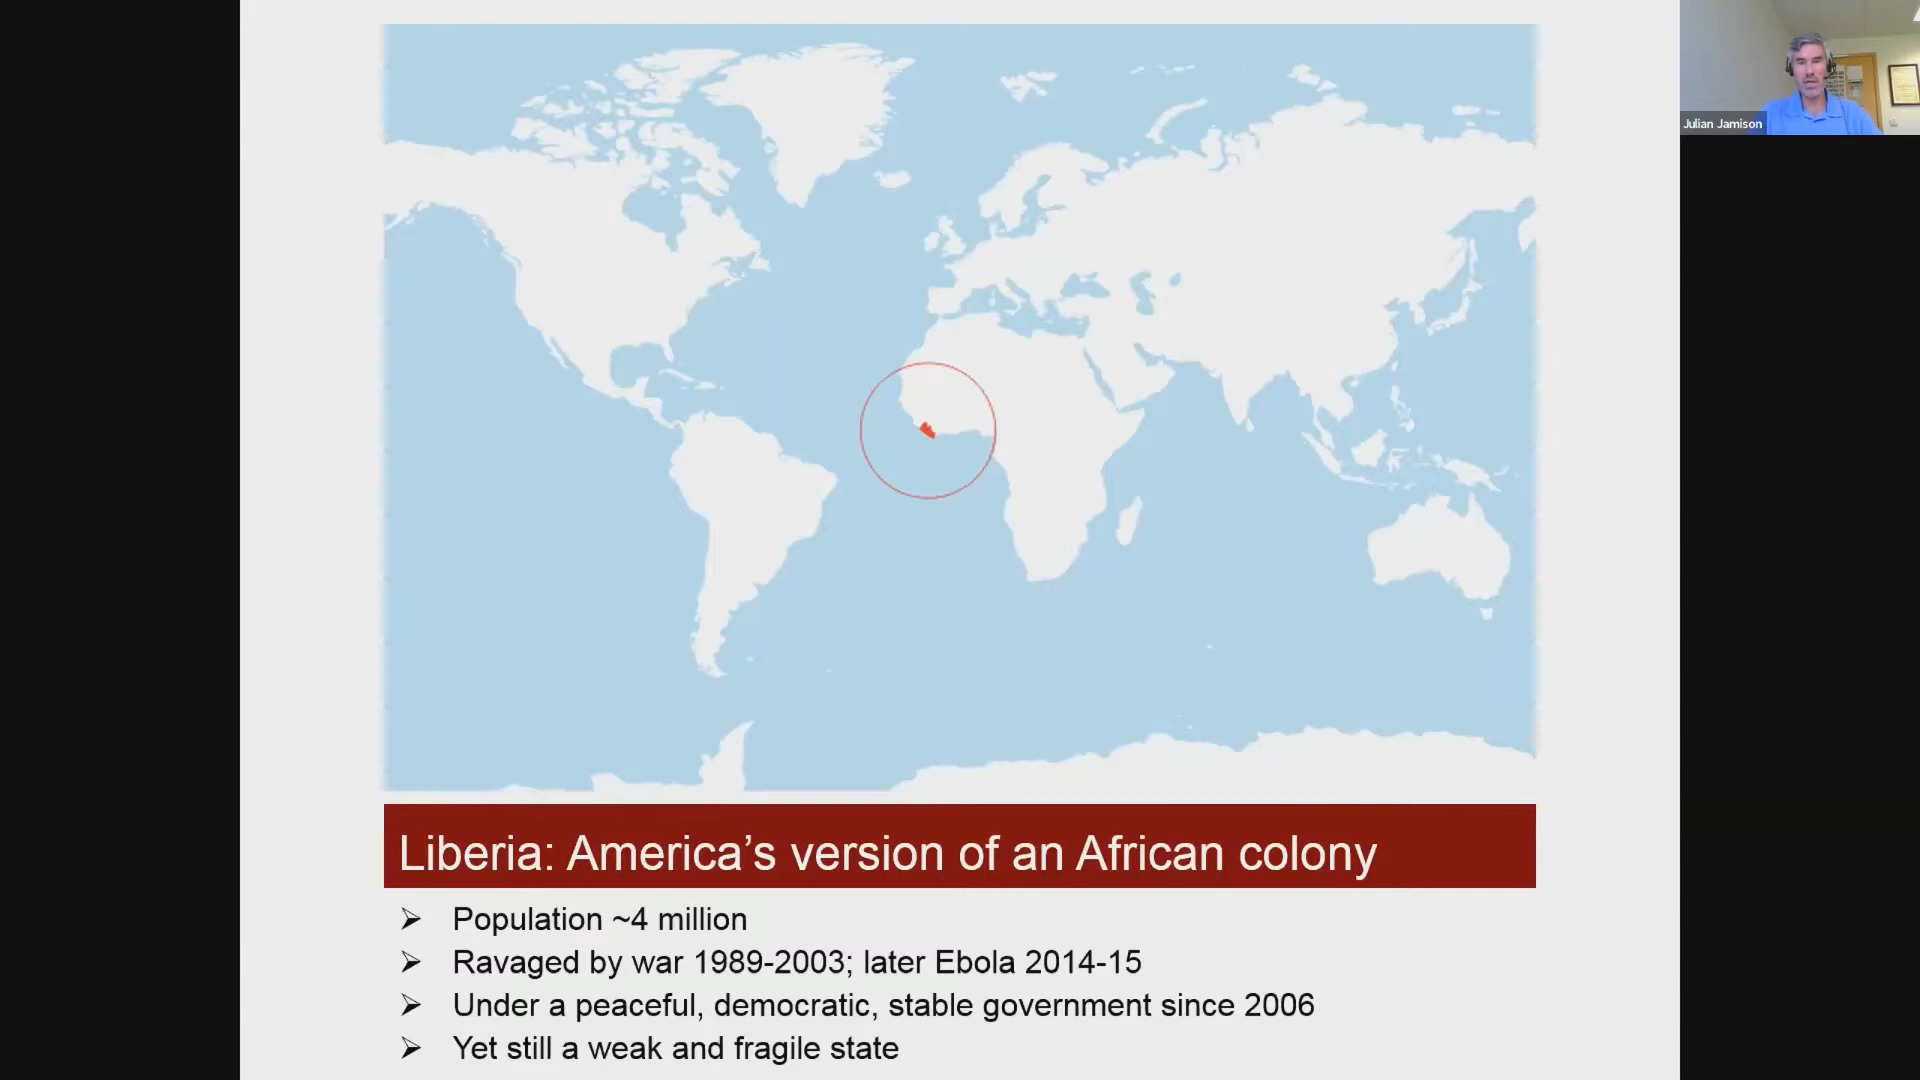 Julian Jamison
Liberia: America’s version of an African colony
➢ Population ~4 million
➢ Ravaged by war 1989-2003; later Ebola 2014-15
➢ Under a peaceful, democratic, stable government since 2006
➢ Yet still a weak and fragile state